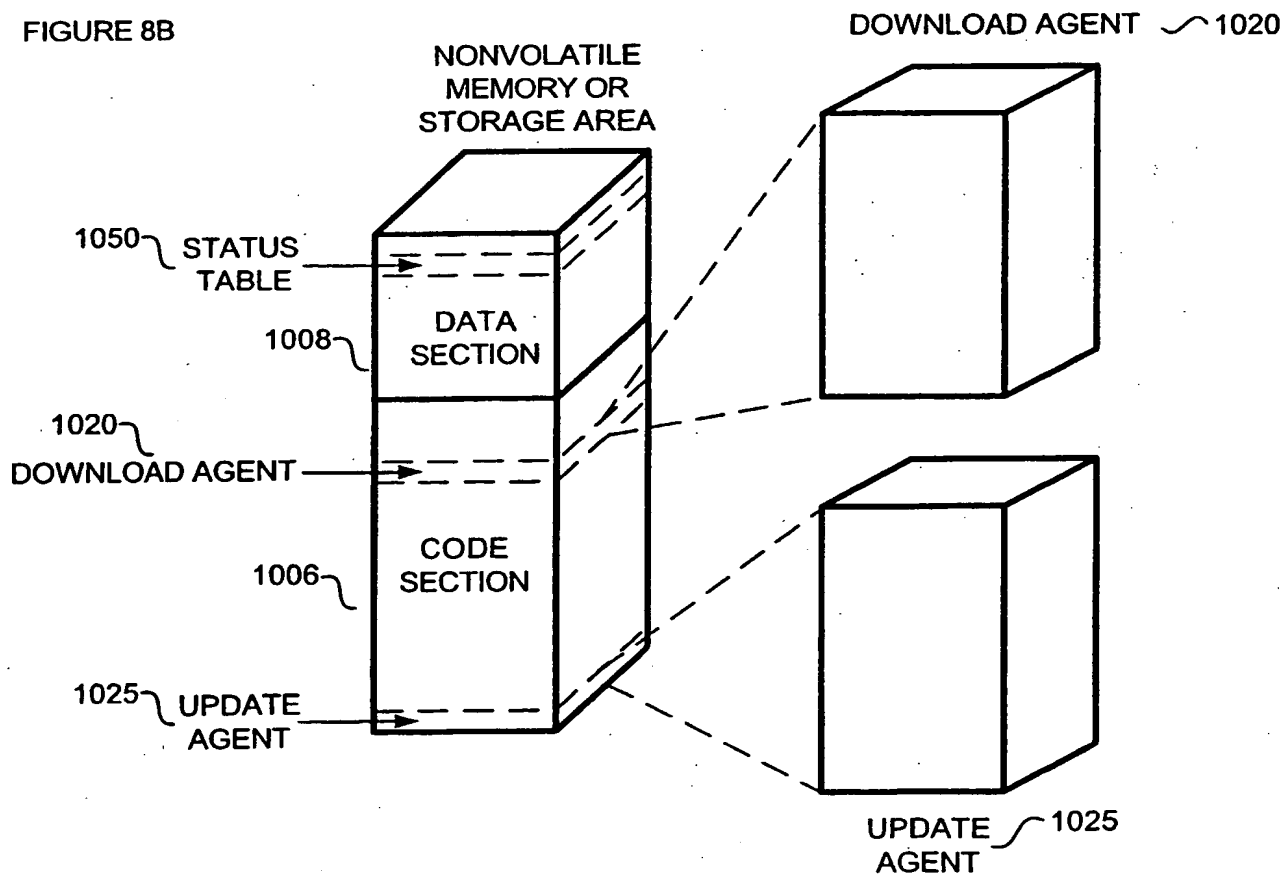 FIGURE 8B
DOWNLOAD AGENT 1020
NONVOLATILE
MEMORY OR
STORAGE AREA
1050
STATUS
TABLE
1008
DATA
SECTION
1020
DOWNLOAD AGENT
CODE
SECTION
1006
1025
UPDATE
AGENT
UPDATE
AGENT
1025